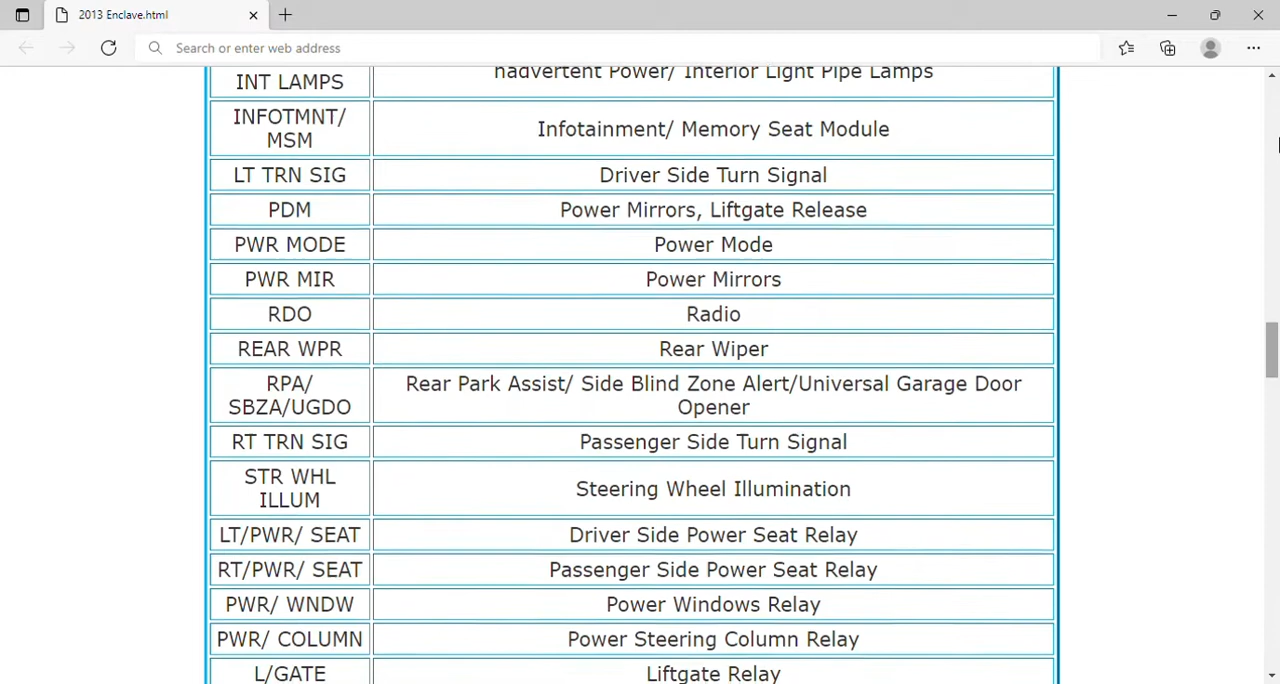 2013 Enclave.html
Search or enter web address
INT LAMPS
nadvertent Power/ Interior Light Pipe Lamps
INFOTMNT/
MSM
Infotainment/ Memory Seat Module
LT TRN SIG
Driver Side Turn Signal
PDM
Power Mirrors, Liftgate Release
PWR MODE
Power Mode
PWR MIR
Power Mirrors
RDO
Radio
REAR WPR
Rear Wiper
RPA/
SBZA/UGDO
Rear Park Assist/ Side Blind Zone Alert/Universal Garage Door
Opener
RT TRN SIG
Passenger Side Turn Signal
STR WHL
ILLUM
Steering Wheel Illumination
LT/PWR/ SEAT
Driver Side Power Seat Relay
RT/PWR/ SEAT
Passenger Side Power Seat Relay
PWR/ WNDW
Power Windows Relay
PWR/ COLUMN
Power Steering Column Relay
L/GATE
Liftgate Relay